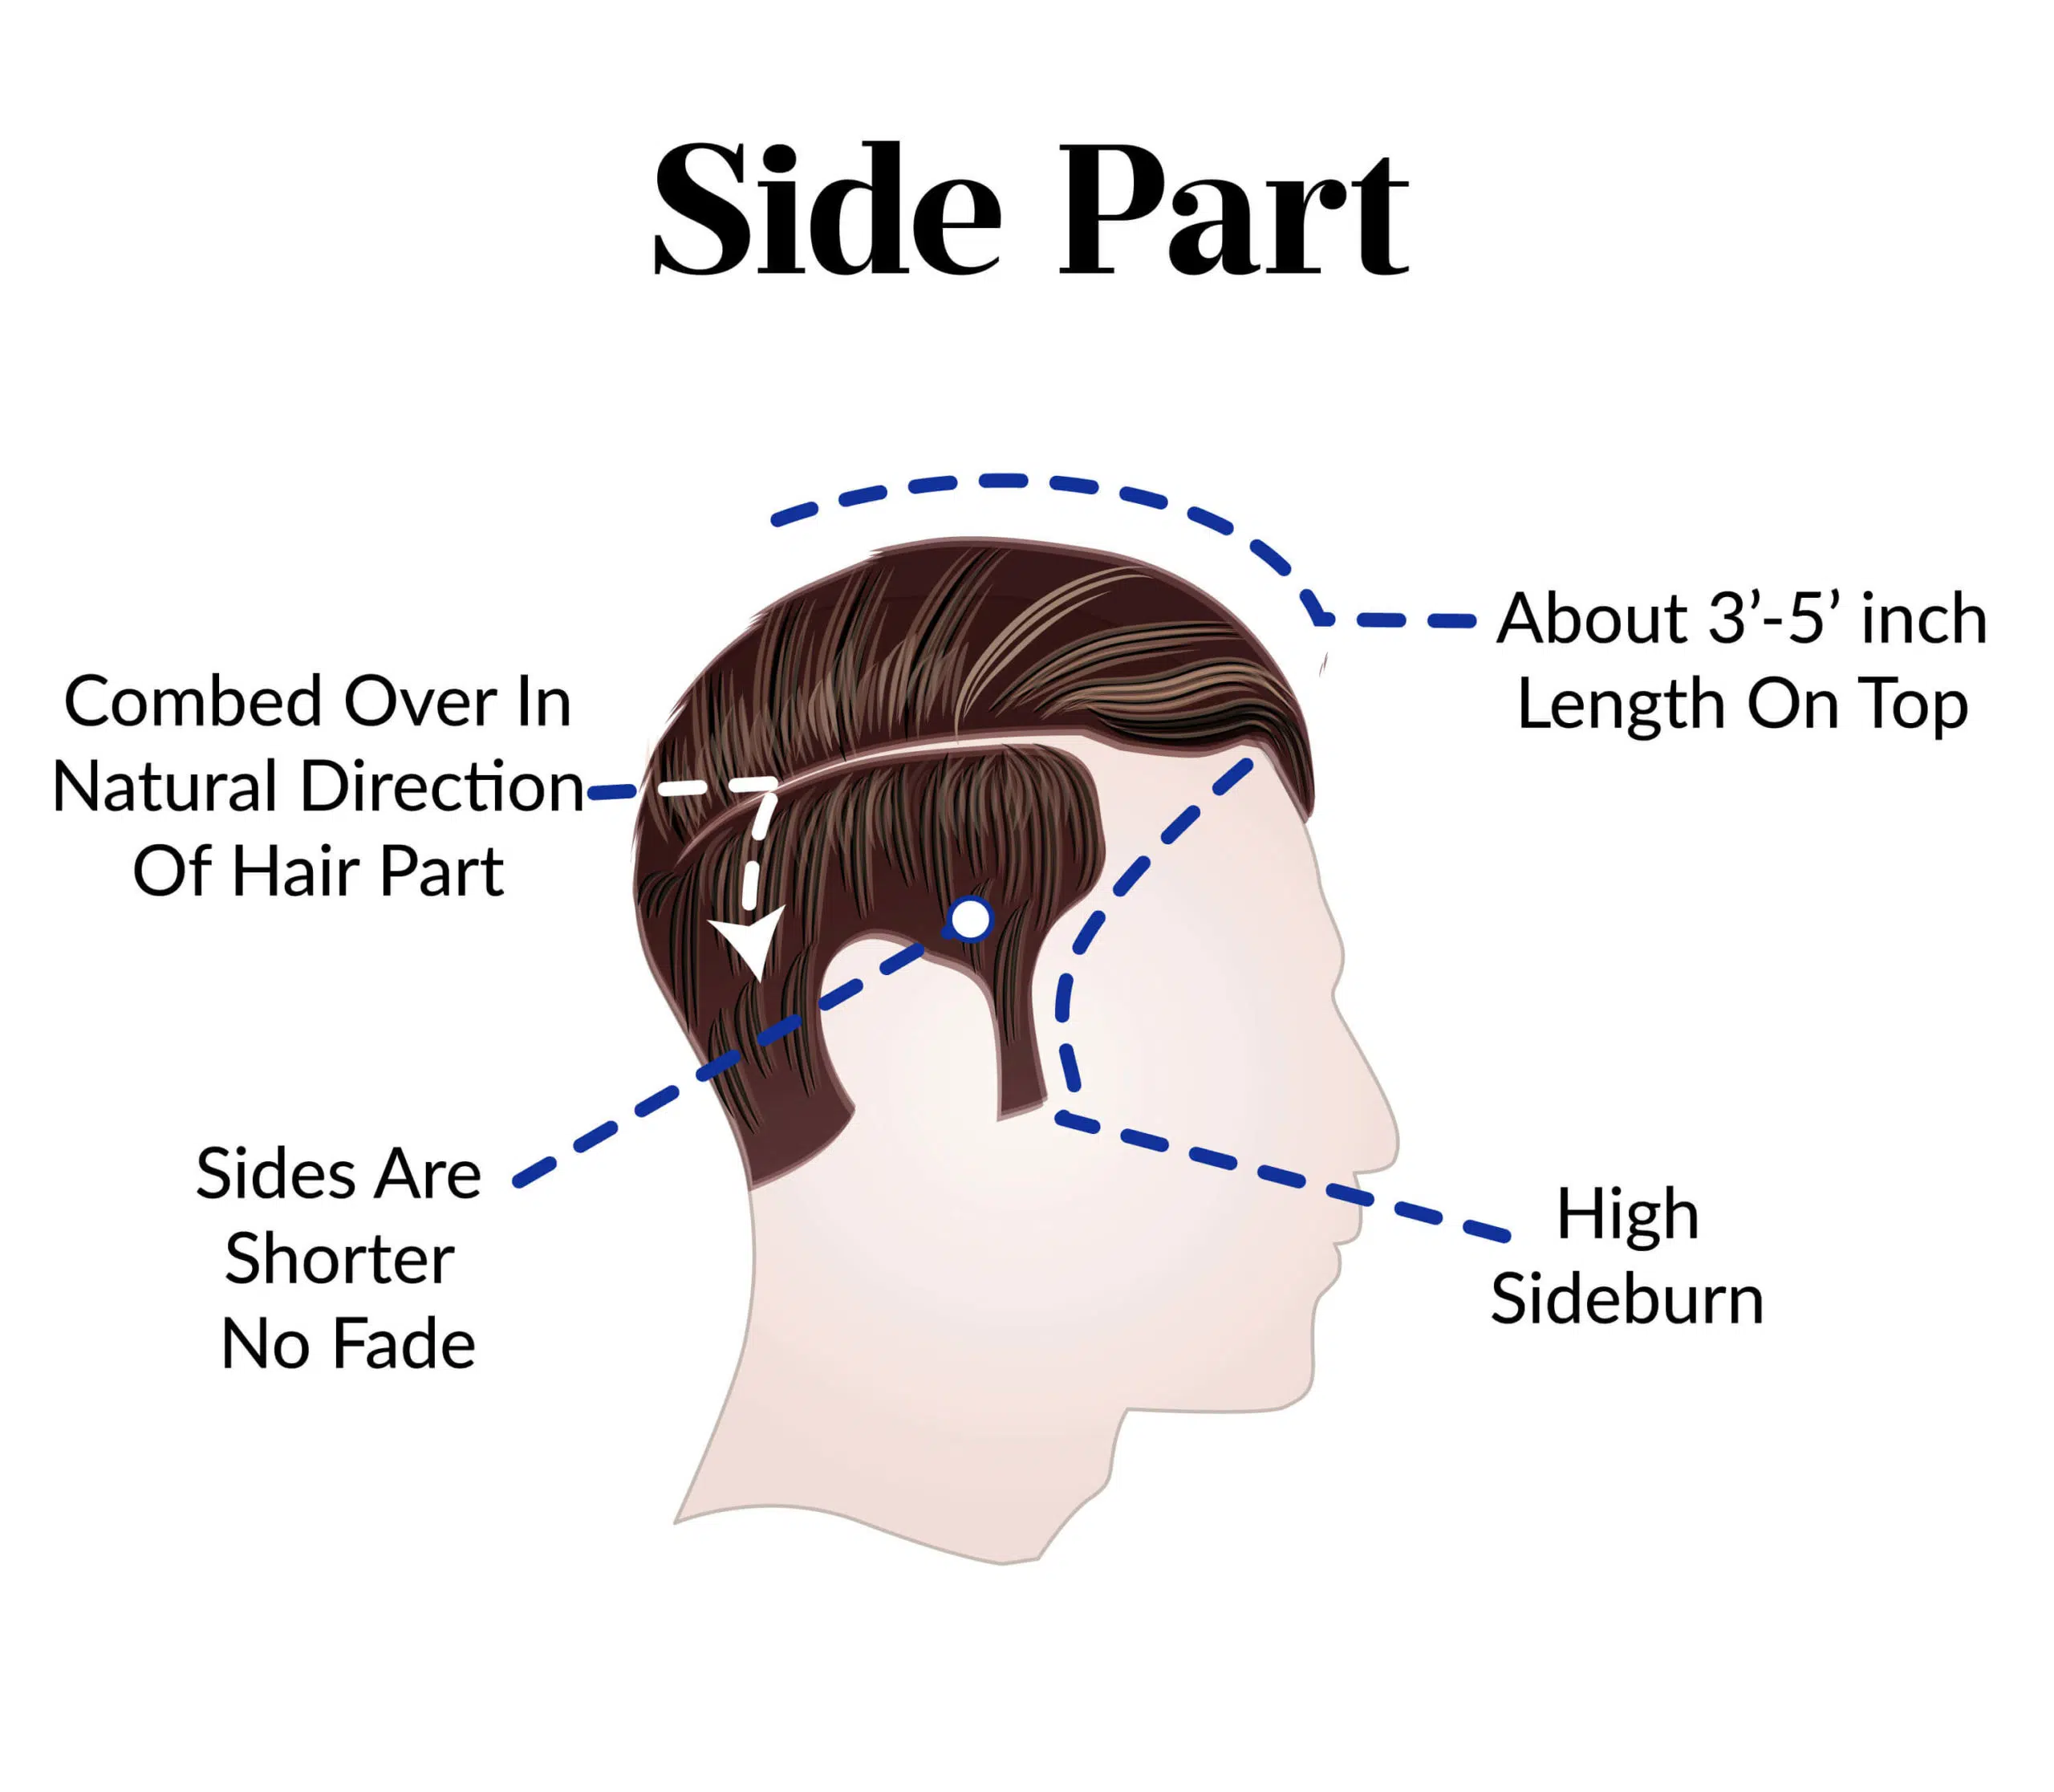 Side Part
About 3’-5’ inch
Length On Top
Combed Over In
Natural Direction
Of Hair Part
Sides Are
Shorter
No Fade
High
Sideburn